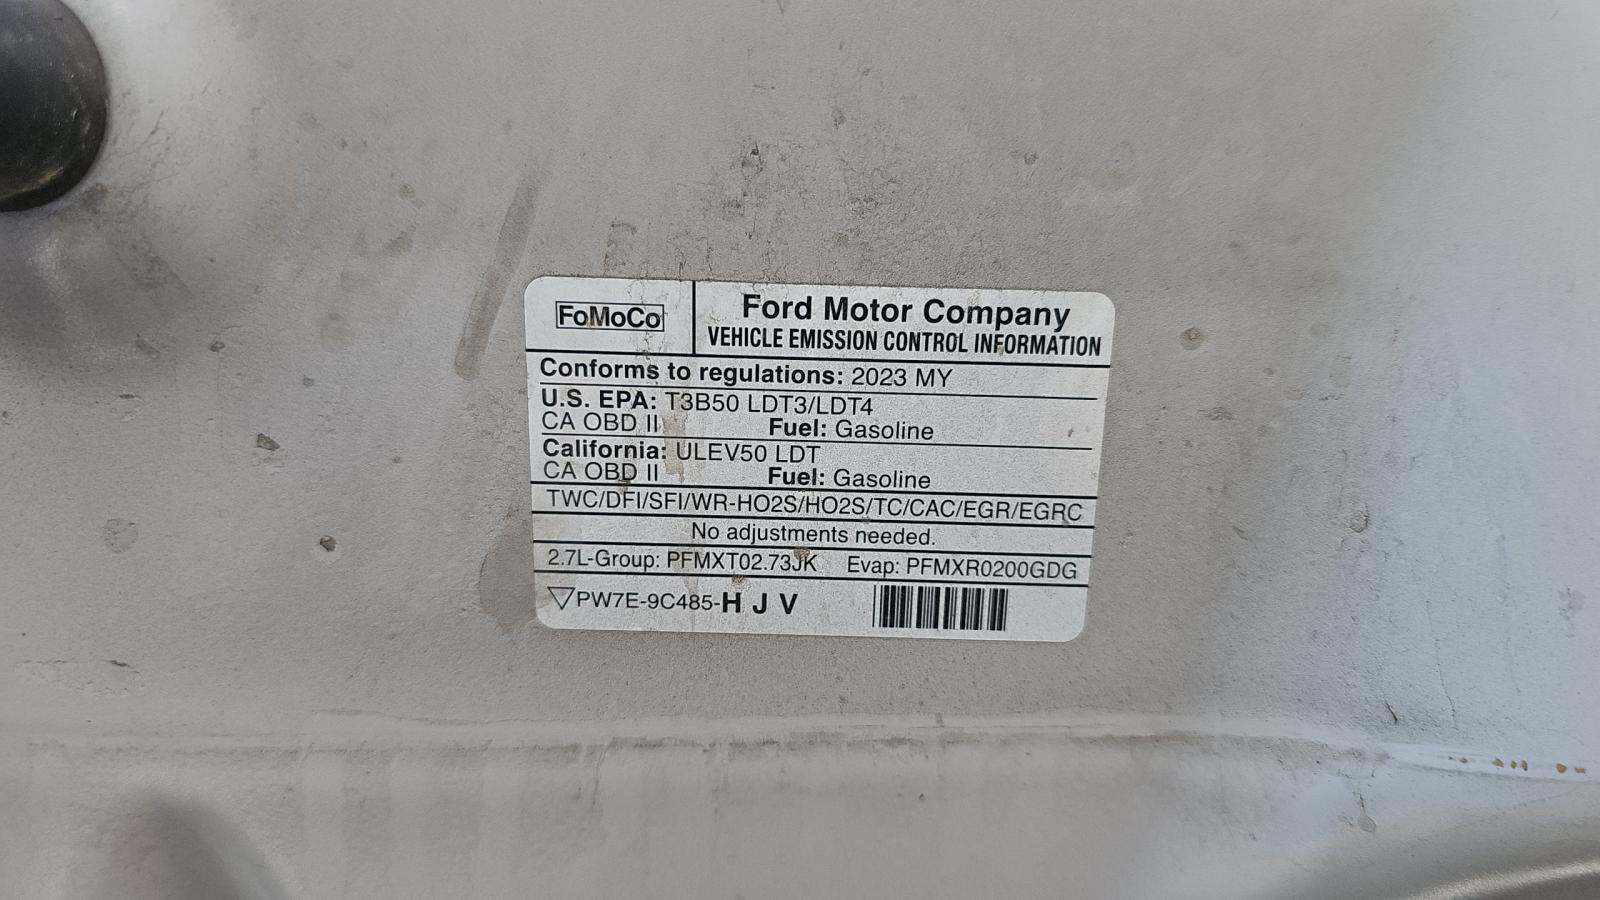 FoMoCo
Ford Motor Company
VEHICLE EMISSION CONTROL INFORMATION
Conforms to regulations: 2023 MY
U.S. EPA: T3B50 LDT3/LDT4
CA OBD II Fuel: Gasoline
California: ULEV50 LDT
CA OBD II Fuel: Gasoline
TWC/DFI/SFI/WR-HO2S/HO2S/TC/CAC/EGR/EGRC
No adjustments needed.
2.7L-Group: PFMXT02.73JK Evap: PFMXR0200GDG
PW7E-9C485-H J V